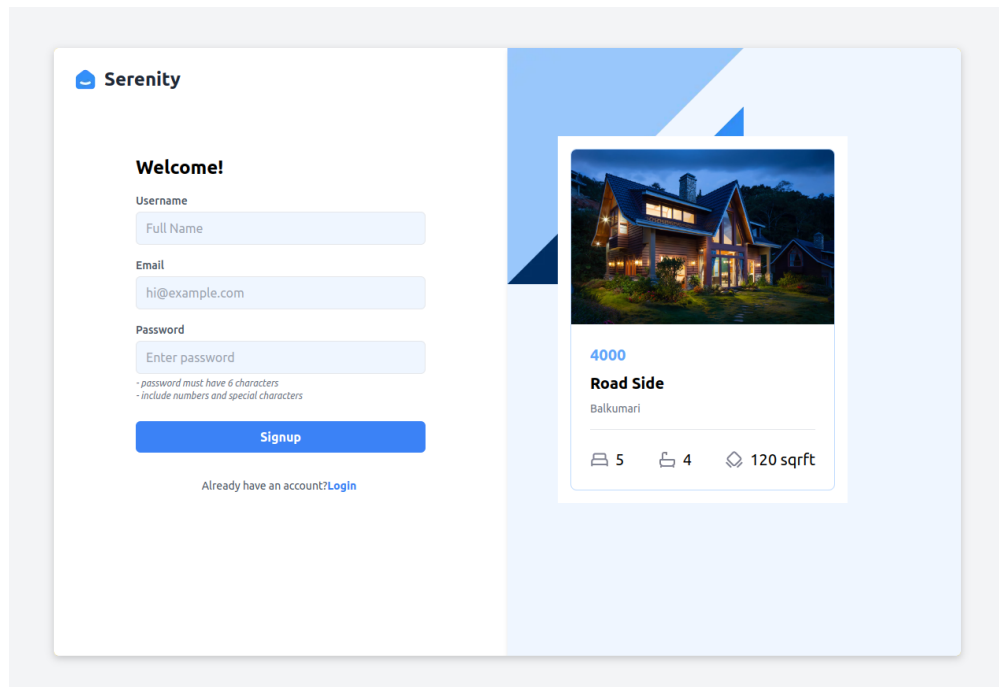 Serenity
Welcome!
Username
Full Name
Email
hi@example.com
Password
Enter password
- password must have 6 characters
- include numbers and special characters
Signup
Already have an account?Login
4000
Road Side
Balkumari
5 4 120 sqrft